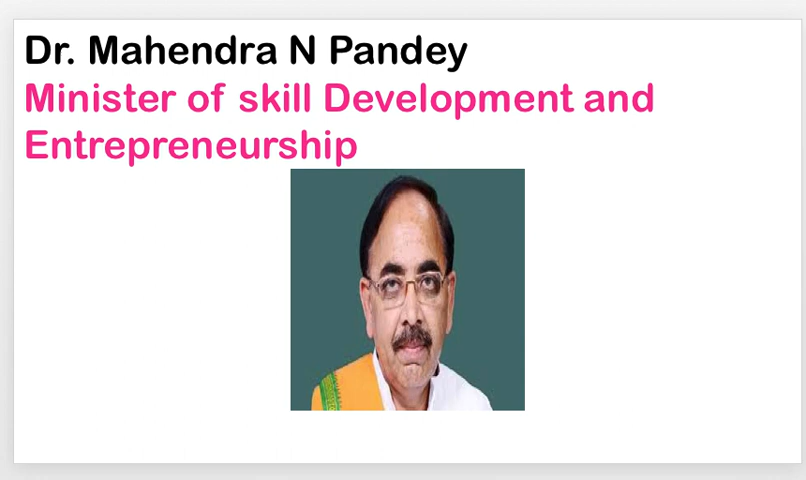 Dr. Mahendra N Pandey
Minister of skill Development and
Entrepreneurship